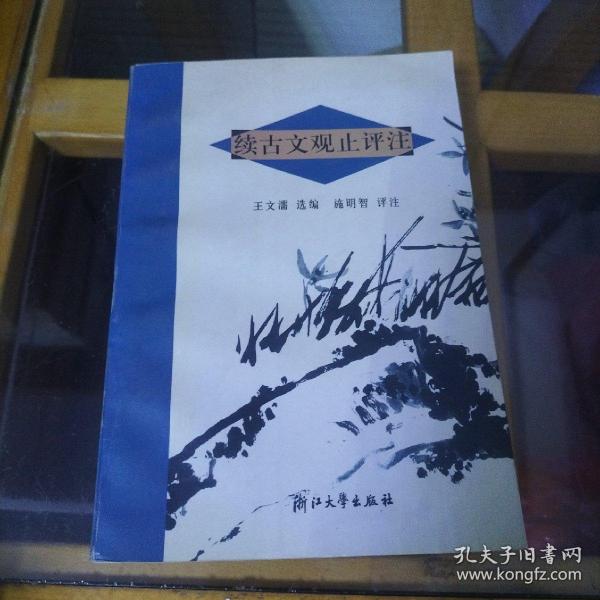 续古文观止评注
王文濡 选编 施明智 评注
浙江大學出版社
孔夫子旧书网
www.kongfz.com